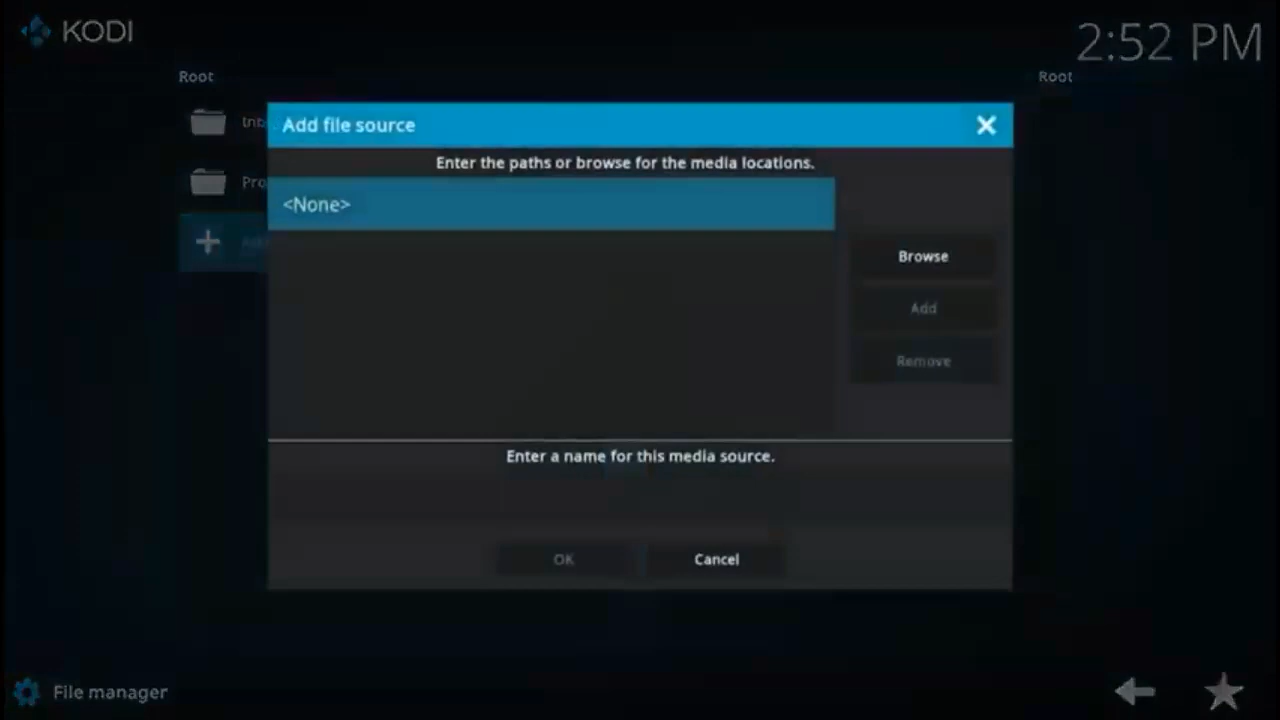 KODI
2:52 PM
Root
Root
Add file source
Enter the paths or browse for the media locations.
<None>
Pro
Browse
Add
Remove
Enter a name for this media source.
OK
Cancel
File manager